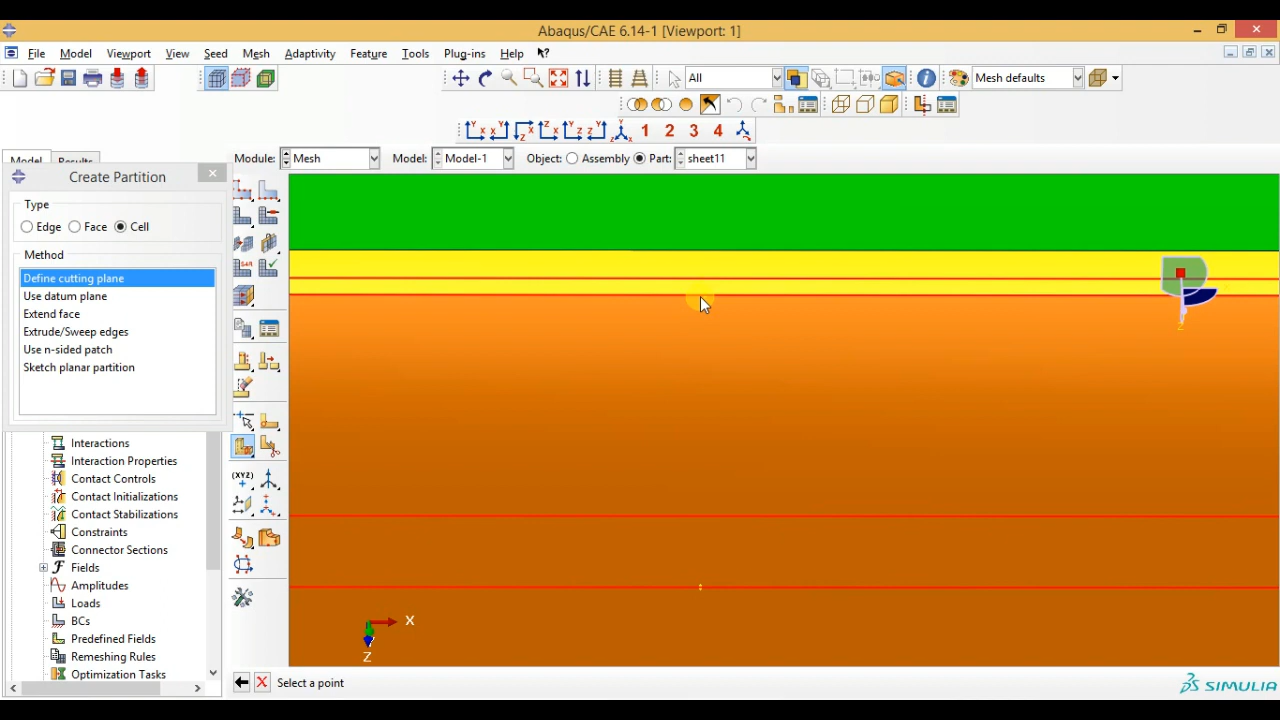 Abaqus/CAE 6.14-1 [Viewport: 1]
File Model Viewport View Seed Mesh Adaptivity Feature Tools Plug-ins Help
All
Mesh defaults
1 2 3 4
Model Results
Module: Mesh Model: Model-1 Object: Assembly Part: sheet11
Create Partition
Type
Edge Face Cell
Method
Define cutting plane
Use datum plane
Extend face
Extrude/Sweep edges
Use n-sided patch
Sketch planar partition
Interactions
Interaction Properties
Contact Controls
Contact Initializations
Contact Stabilizations
Constraints
Connector Sections
Fields
Amplitudes
Loads
BCs
Predefined Fields
Remeshing Rules
Optimization Tasks
Z
X
Z
Select a point
SIMULIA